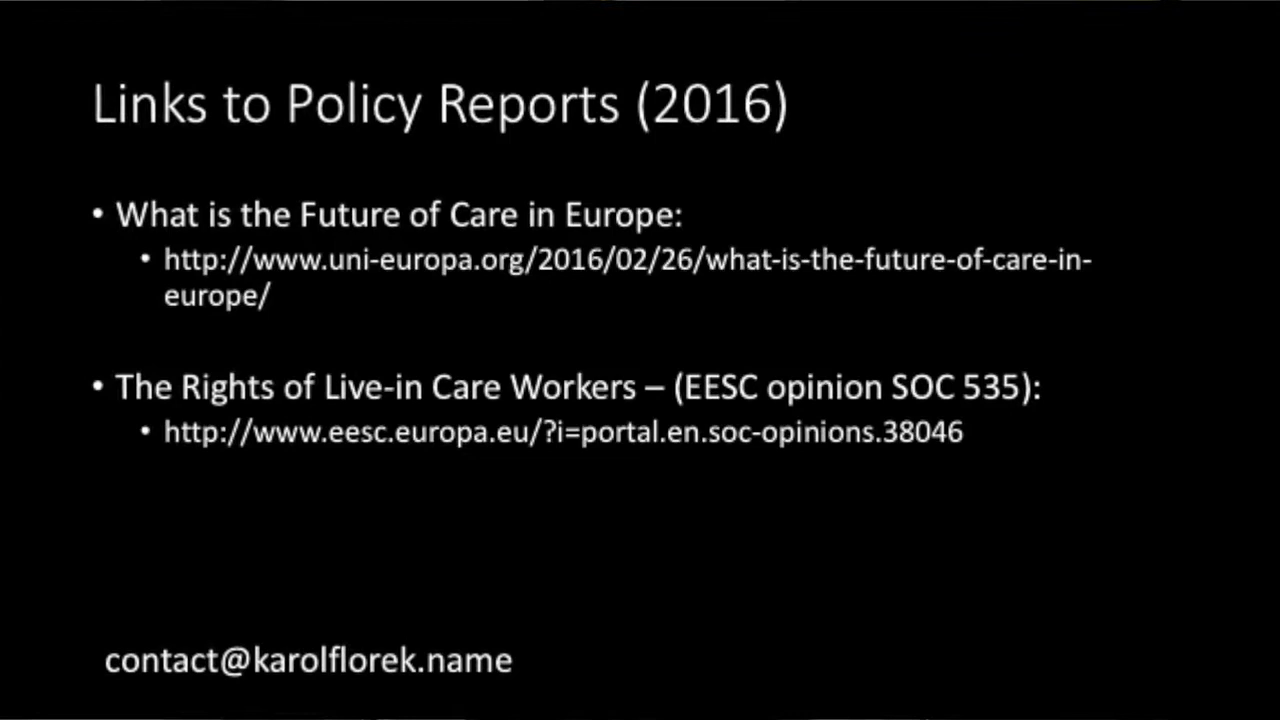 Links to Policy Reports (2016)
• What is the Future of Care in Europe:
• http://www.uni-europa.org/2016/02/26/what-is-the-future-of-care-in-
europe/
• The Rights of Live-in Care Workers – (EESC opinion SOC 535):
• http://www.eesc.europa.eu/?i=portal.en.soc-opinions.38046
contact@karolflorek.name